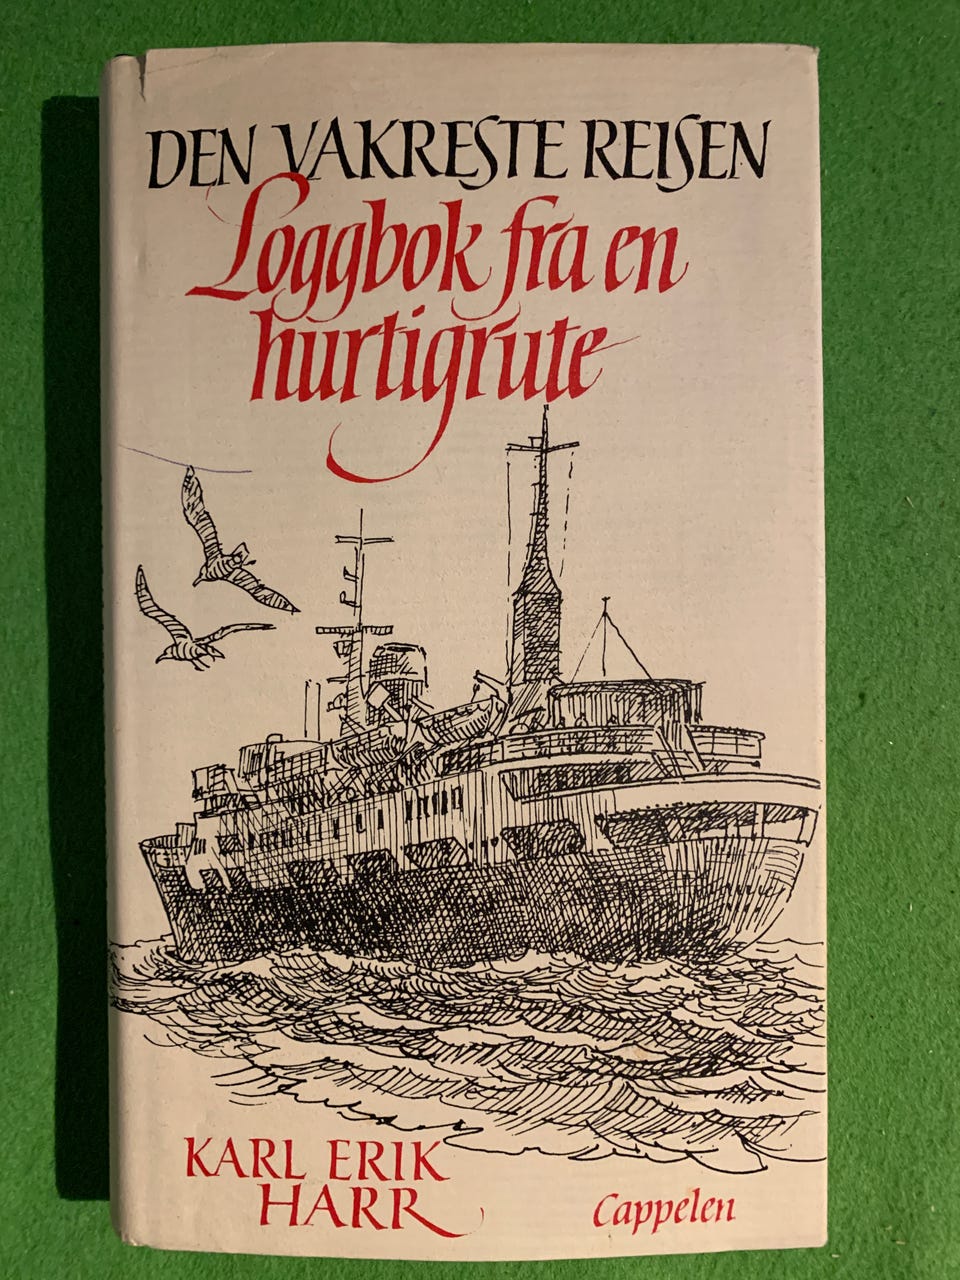 DEN VAKRESTE REISEN
Loggbok fra en
hurtigrute
KARL ERIK
HARR
Cappelen